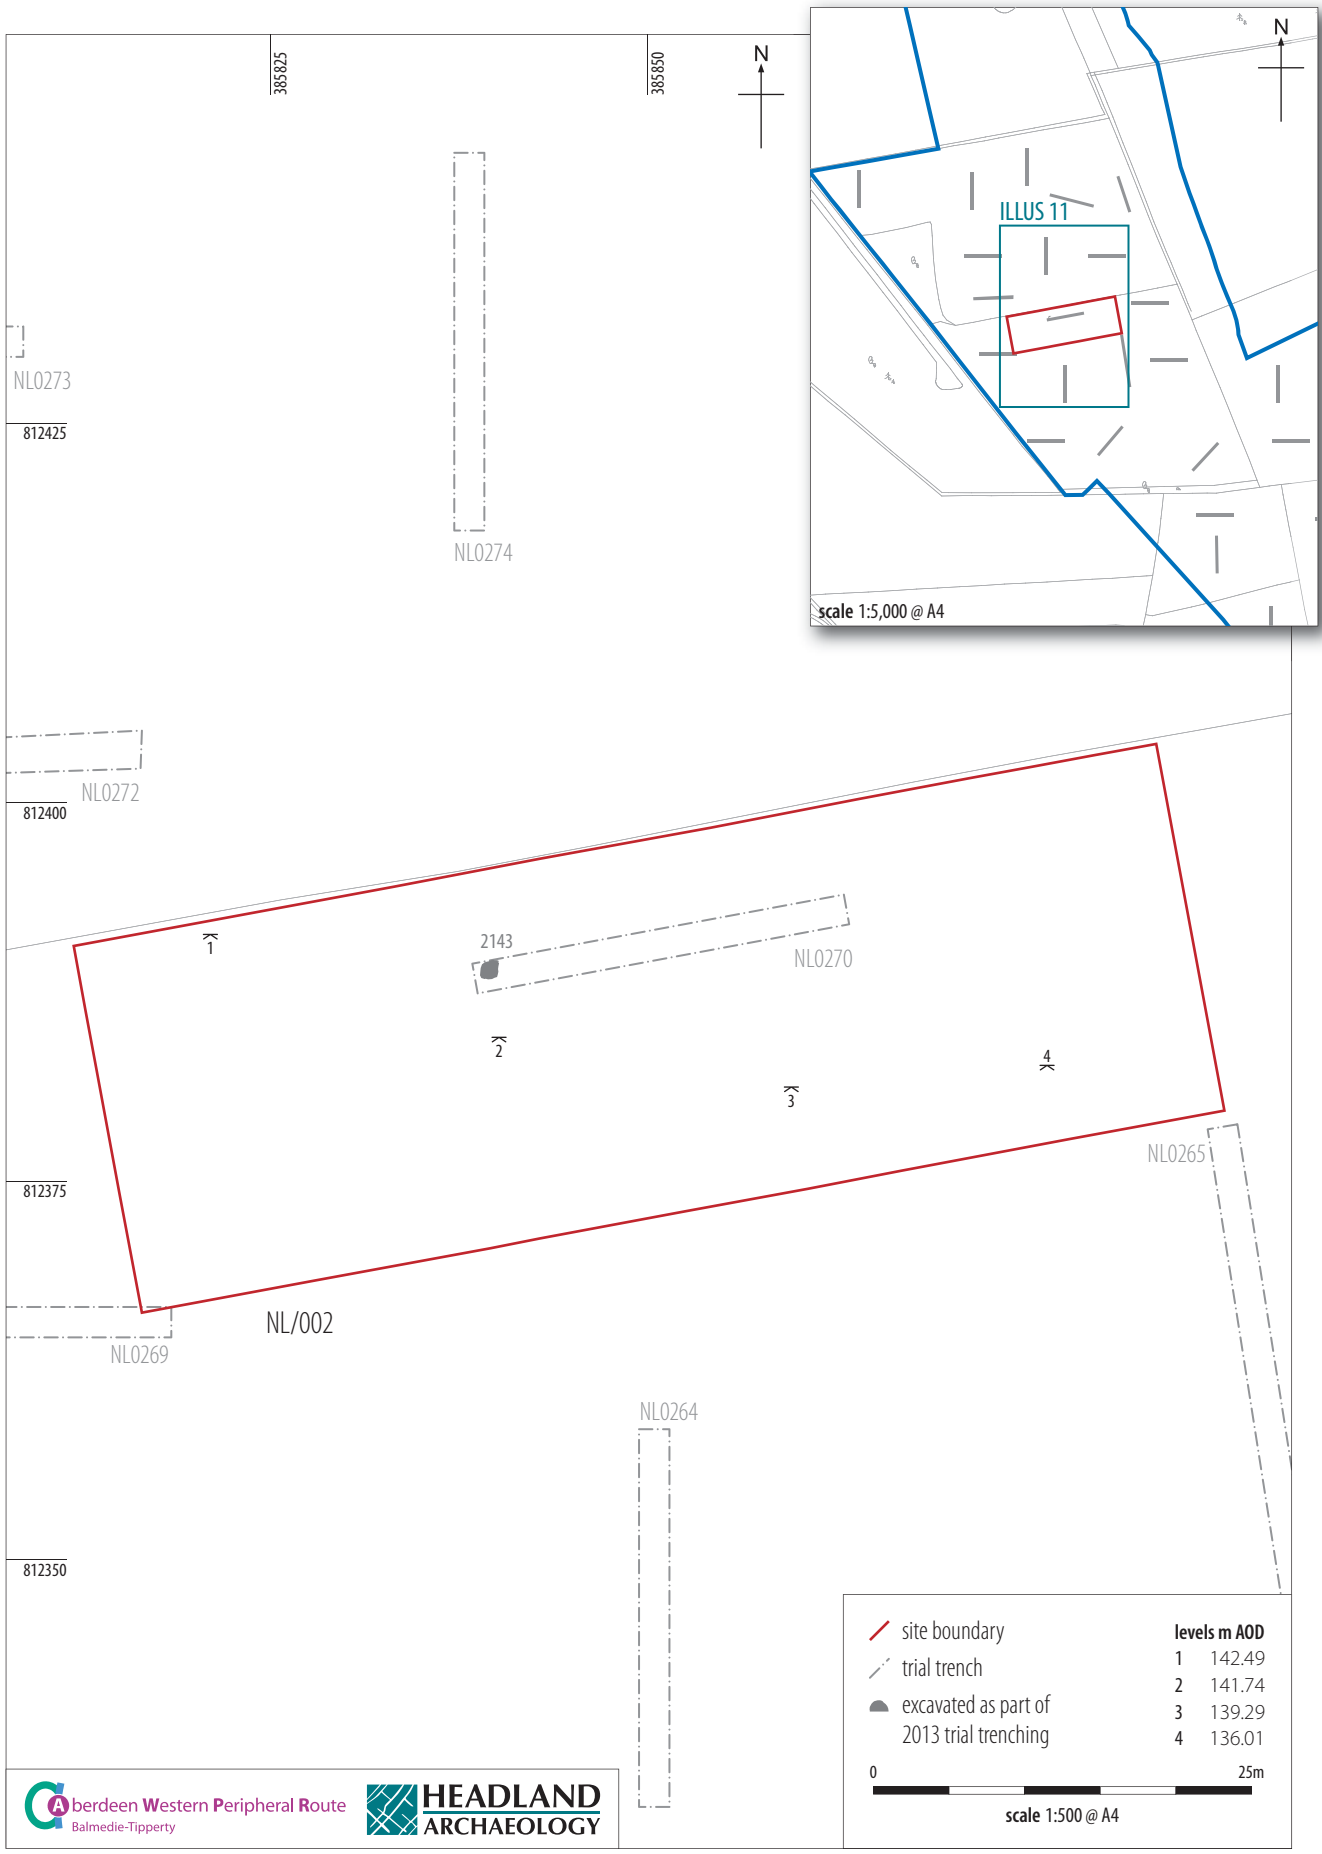 385825
385850
N
N
ILLUS 11
scale 1:5,000 @ A4
NL0273
812425
NL0274
NL0272
812400
1
2143
NL0270
2
3
4
NL0265
812375
NL/002
NL0269
NL0264
812350
site boundary
trial trench
excavated as part of
2013 trial trenching
levels m AOD
1 142.49
2 141.74
3 139.29
4 136.01
0 25m
scale 1:500 @ A4
Aberdeen Western Peripheral Route
Balmedie-Tipperty
HEADLAND
ARCHAEOLOGY